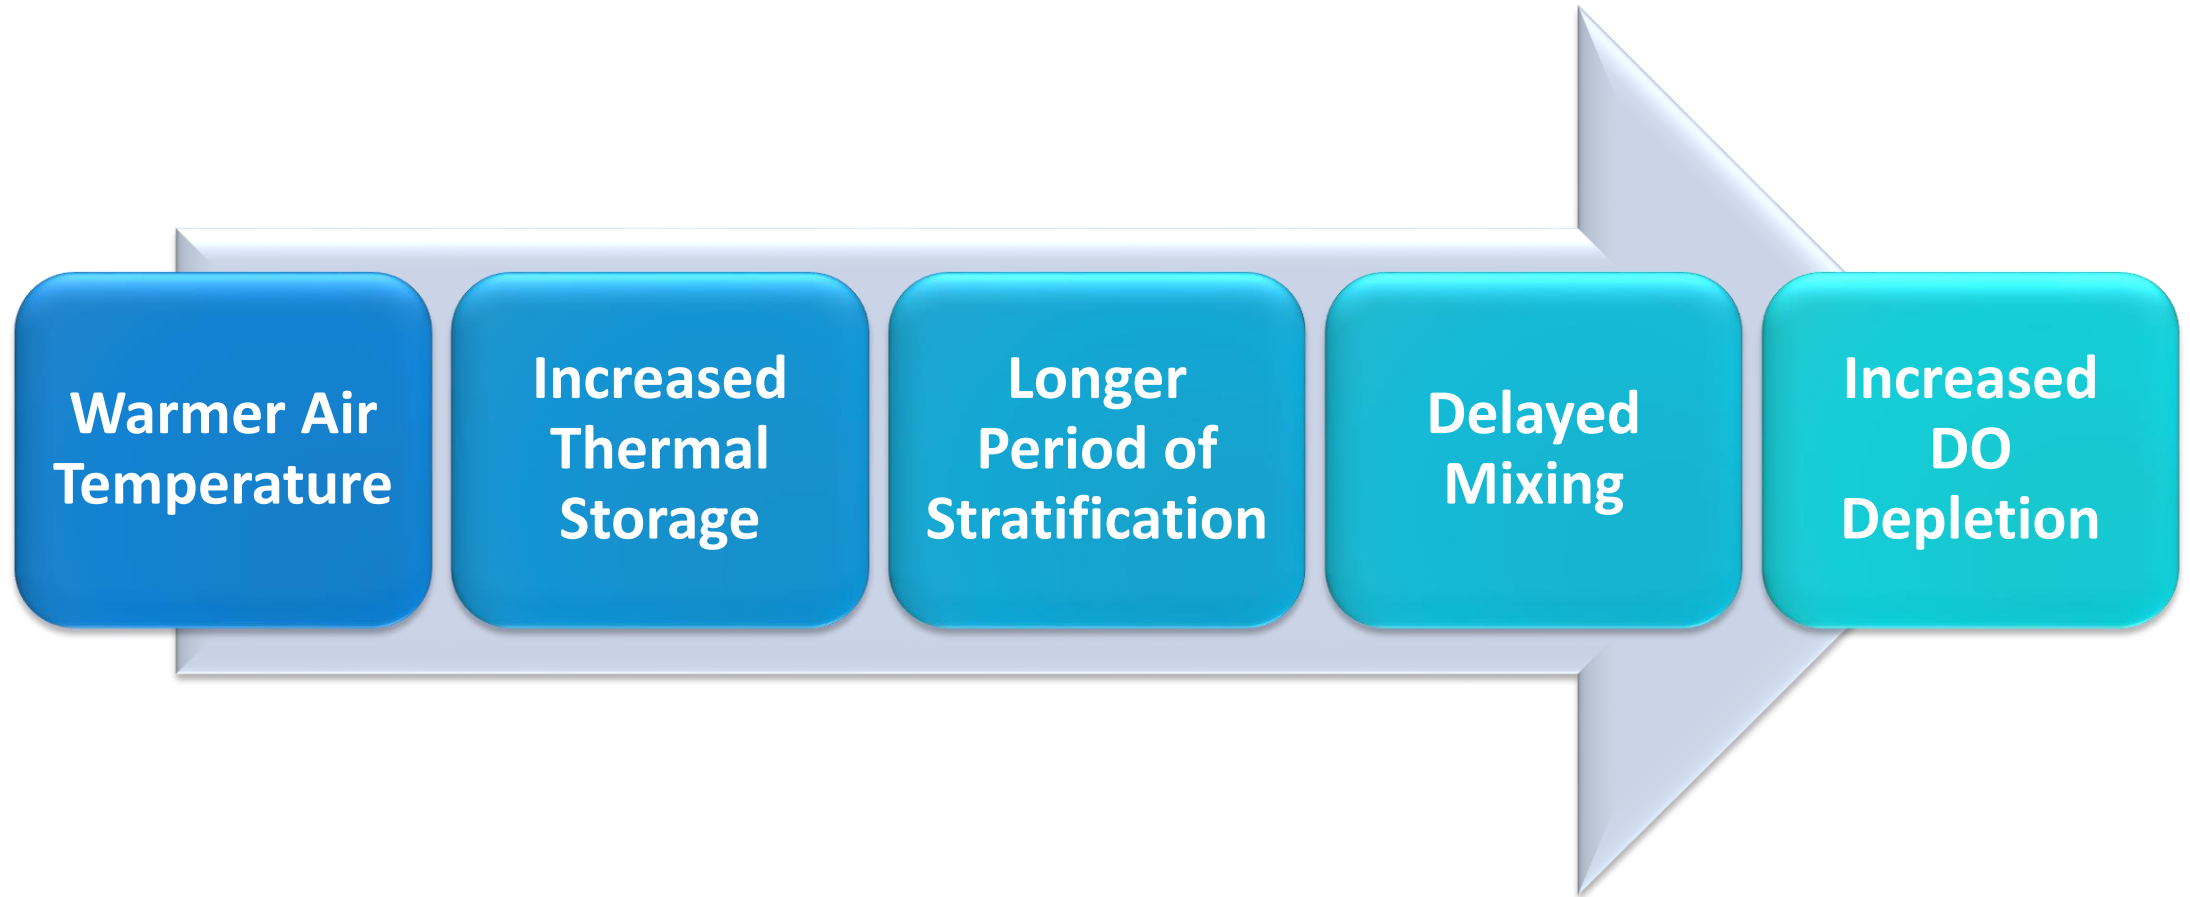 Warmer Air
Temperature
Increased
Thermal
Storage
Longer
Period of
Stratification
Delayed
Mixing
Increased
DO
Depletion